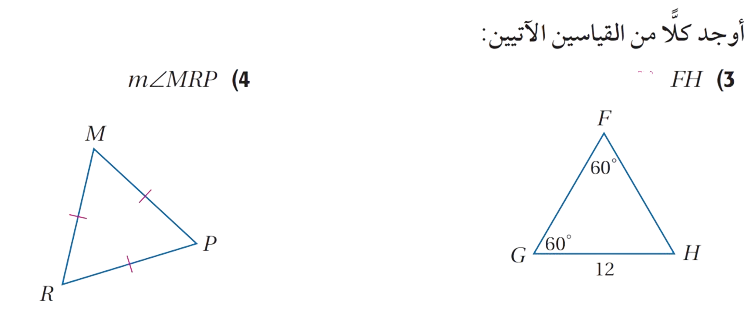 أوجد كلًّا من القياسين الآتيين:
3) FH
4) m∠MRP
F
60°
G
60°
H
12
M
P
R